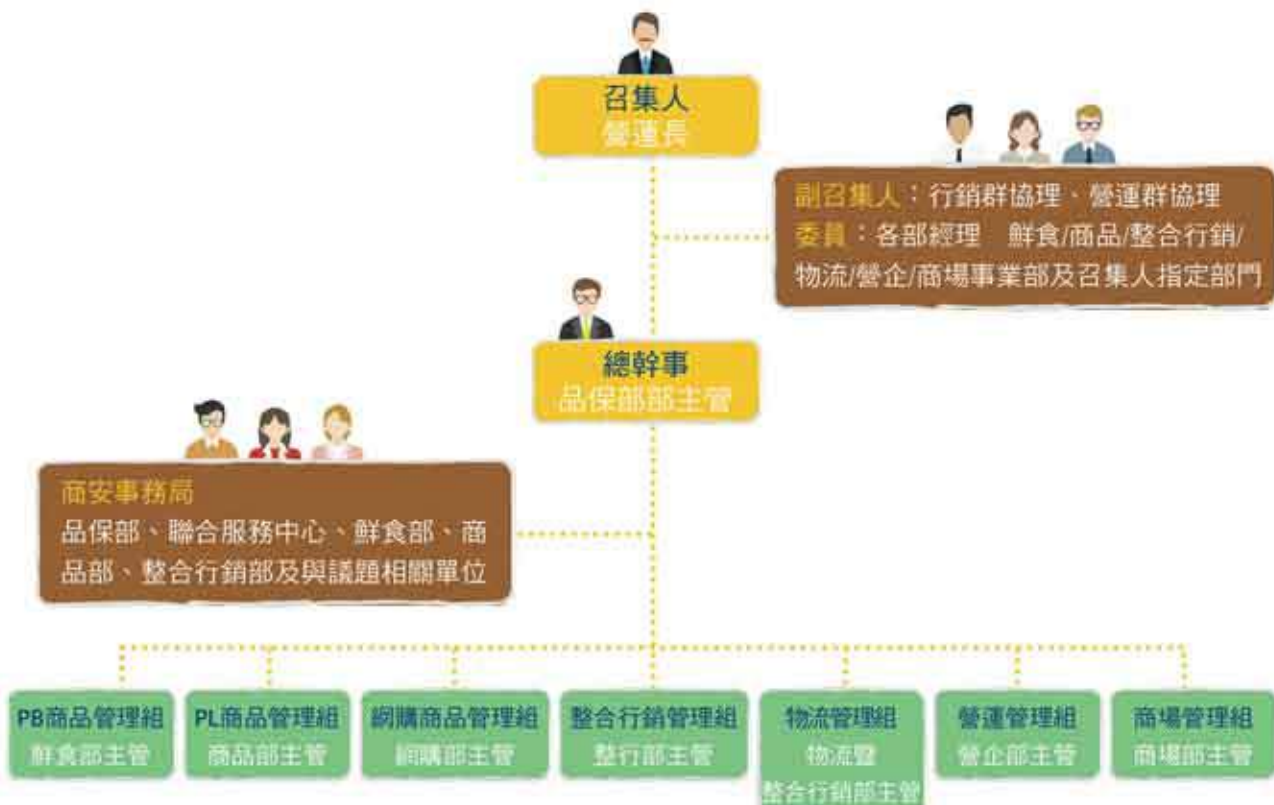 召集人
營運長
副召集人：行銷群協理、營運群協理
委員：各部經理　鮮食/商品/整合行銷/
物流/營企/商場事業部及召集人指定部門
總幹事
品保部部主管
商安事務局
品保部、聯合服務中心、鮮食部、商
品部、整合行銷部及與議題相關單位
PB商品管理組
鮮食部主管
PL商品管理組
商品部主管
網購商品管理組
網購部主管
整合行銷管理組
整行部主管
物流管理組
物流暨
整合行銷部主管
營運管理組
營企部主管
商場管理組
商場部主管